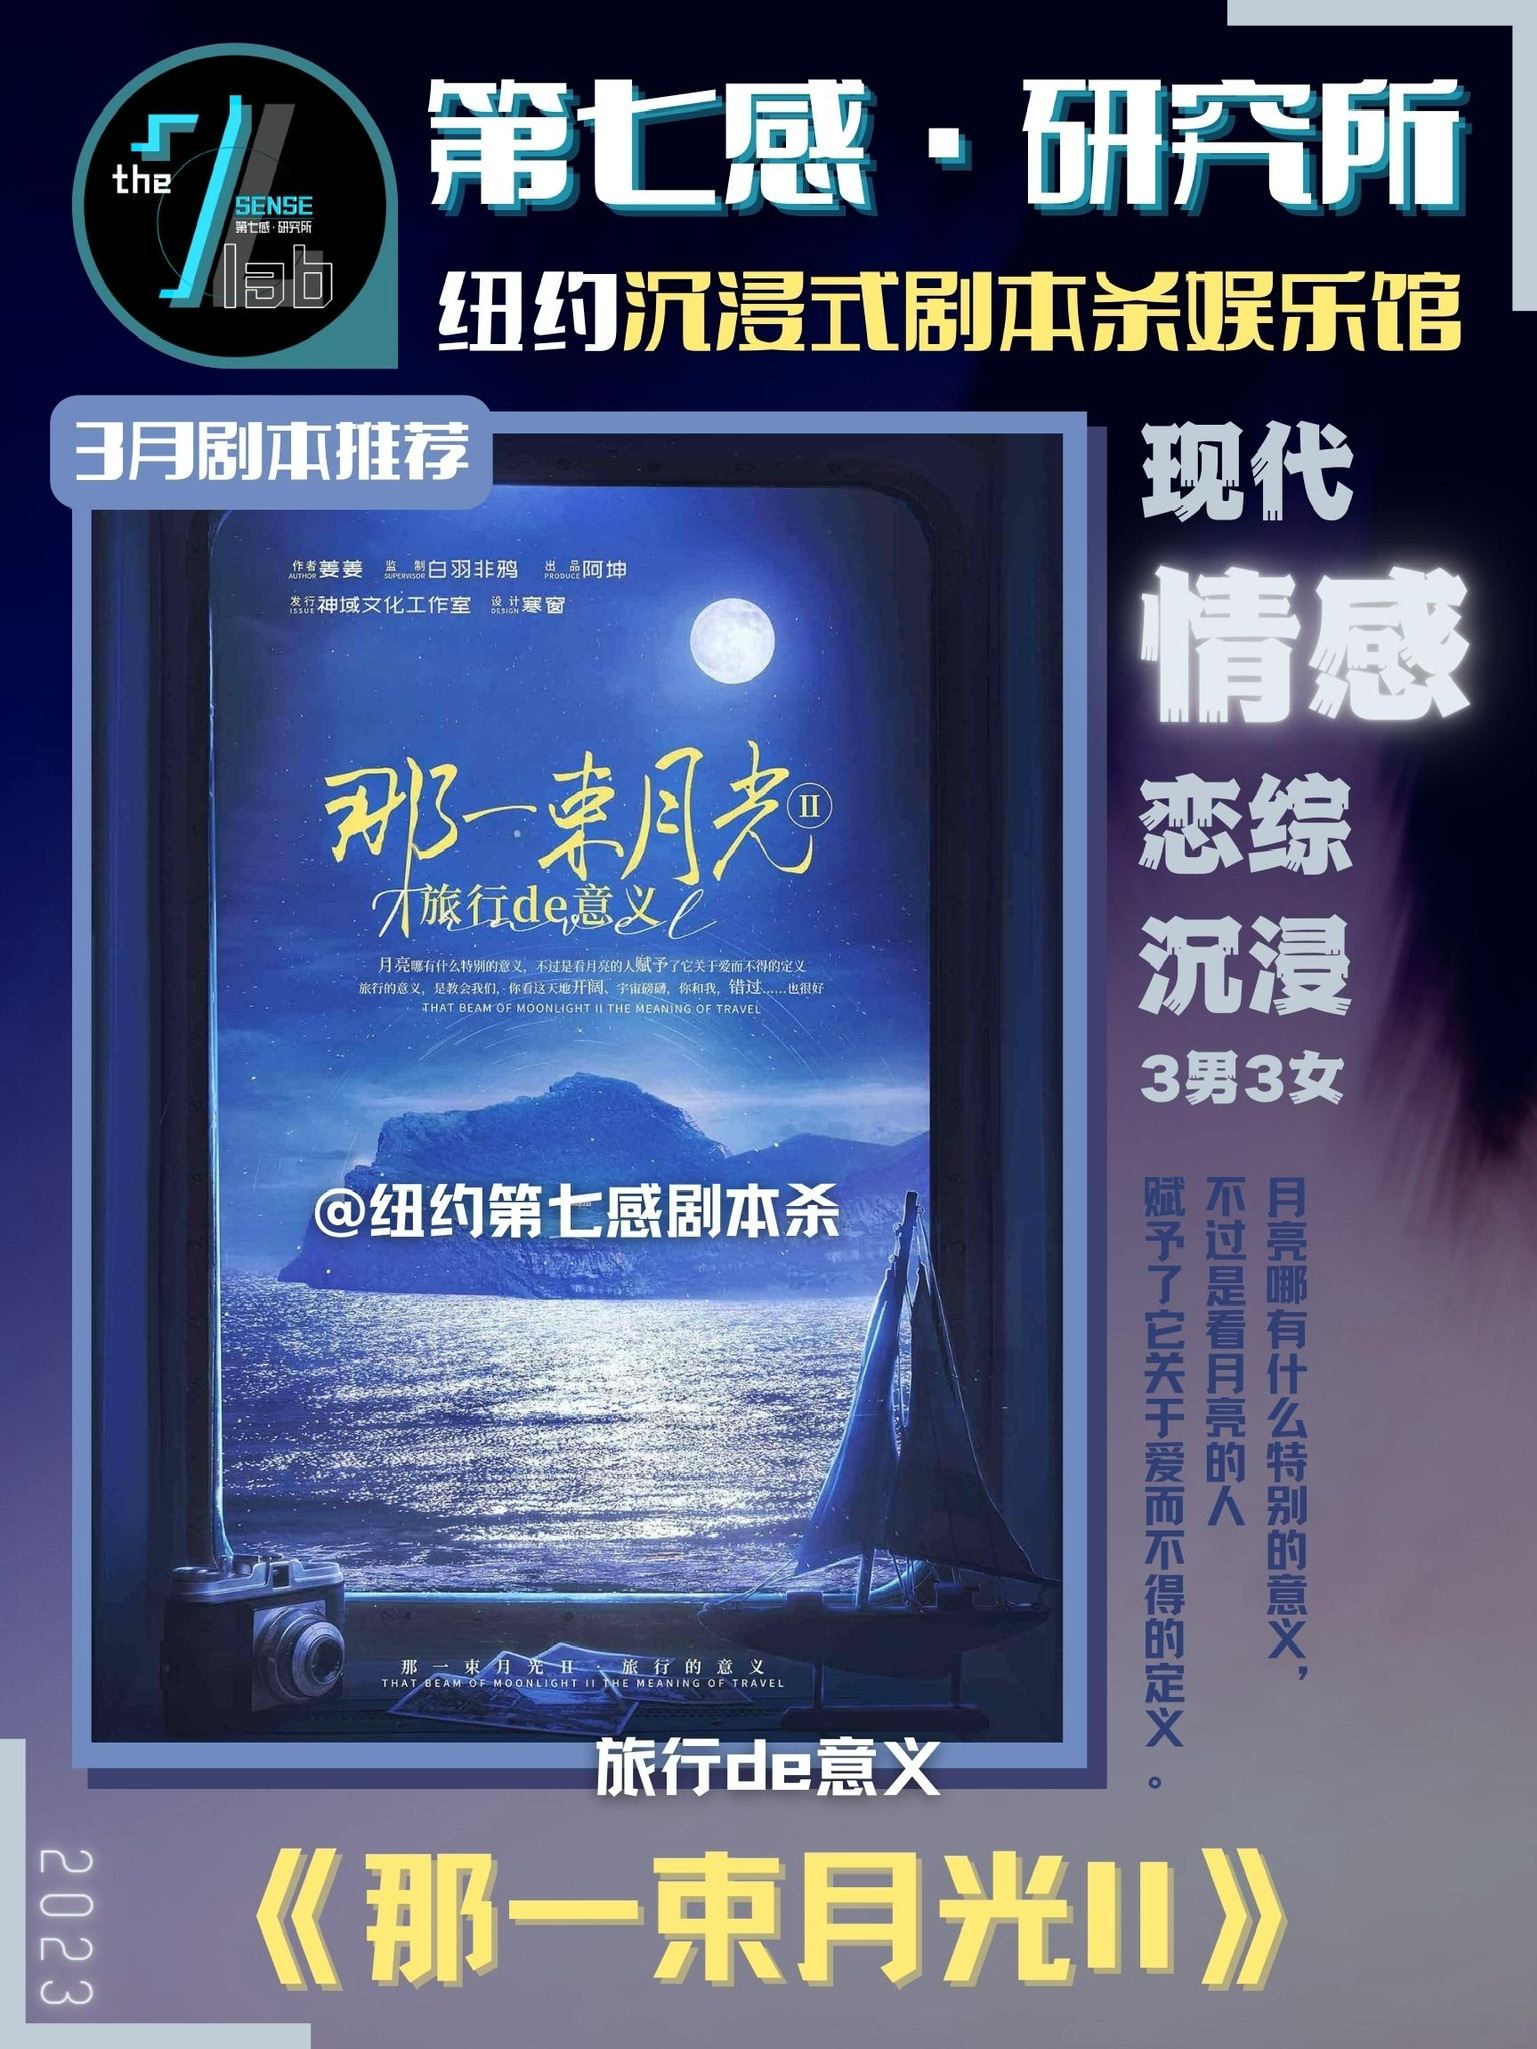 the
SENSE
第七感·研究所
lab
第七感·研究所
纽约沉浸式剧本杀娱乐馆
3月剧本推荐
作者 AUTHOR 姜姜 监制 SUPERVISOR 白羽非鸦 出品 PRODUCE 阿坤
发行 ISSUE 神域文化工作室 设计 DESIGN 寒窗
那一束月光 II
旅行de意义
Travel
月亮哪有什么特别的意义，不过是看月亮的人赋予了它关于爱而不得的定义
旅行的意义，是教会我们，你看这天地开阔、宇宙磅礴，你和我，错过……也很好
THAT BEAM OF MOONLIGHT II THE MEANING OF TRAVEL
@纽约第七感剧本杀
那一束月光II·旅行的意义
THAT BEAM OF MOONLIGHT II THE MEANING OF TRAVEL
现代
情感
恋综
沉浸
3男3女
月亮哪有什么特别的意义，
不过是看月亮的人
赋予了它关于爱而不得的定义。
旅行de意义
《那一束月光II》
2023